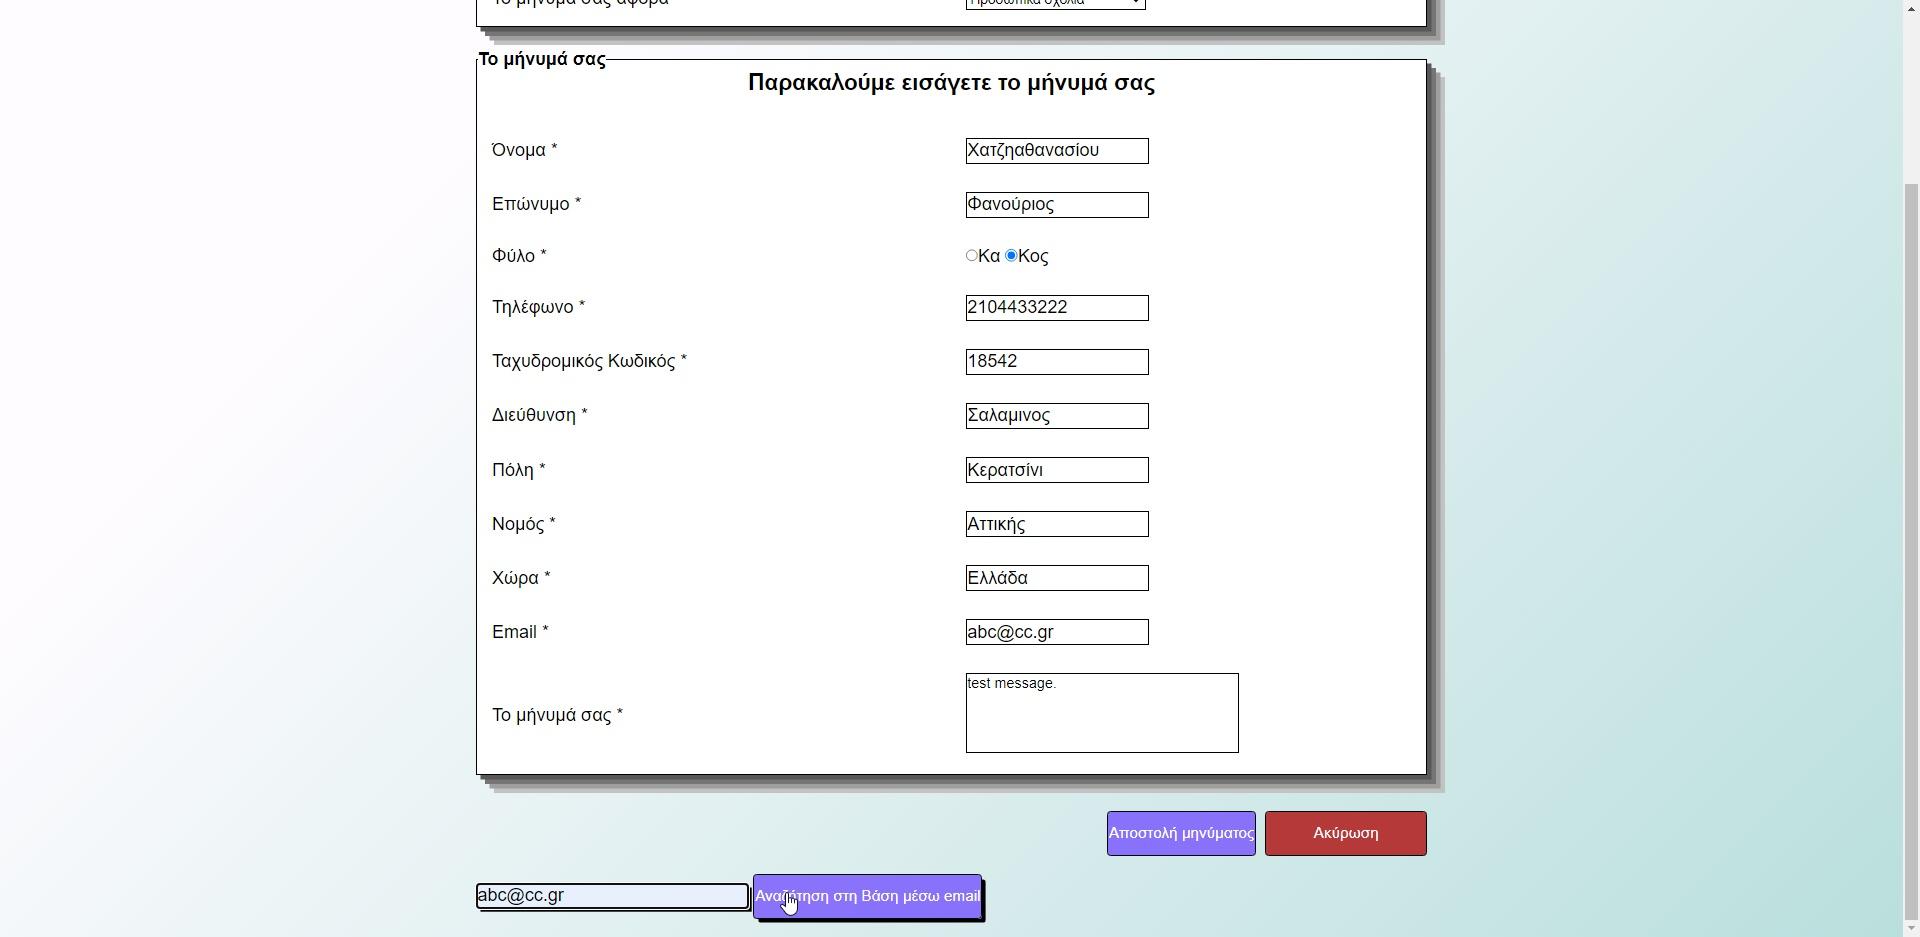 Το μήνυμά σας αφορά Προσωπικά σχόλια
Το μήνυμά σας
Παρακαλούμε εισάγετε το μήνυμά σας
Όνομα * Χατζηαθανασίου
Επώνυμο * Φανούριος
Φύλο * Κα Κος
Τηλέφωνο * 2104433222
Ταχυδρομικός Κωδικός * 18542
Διεύθυνση * Σαλαμινος
Πόλη * Κερατσίνι
Νομός * Αττικής
Χώρα * Ελλάδα
Email * abc@cc.gr
Το μήνυμά σας * test message.
Αποστολή μηνύματος Ακύρωση
abc@cc.gr Αναζήτηση στη Βάση μέσω email